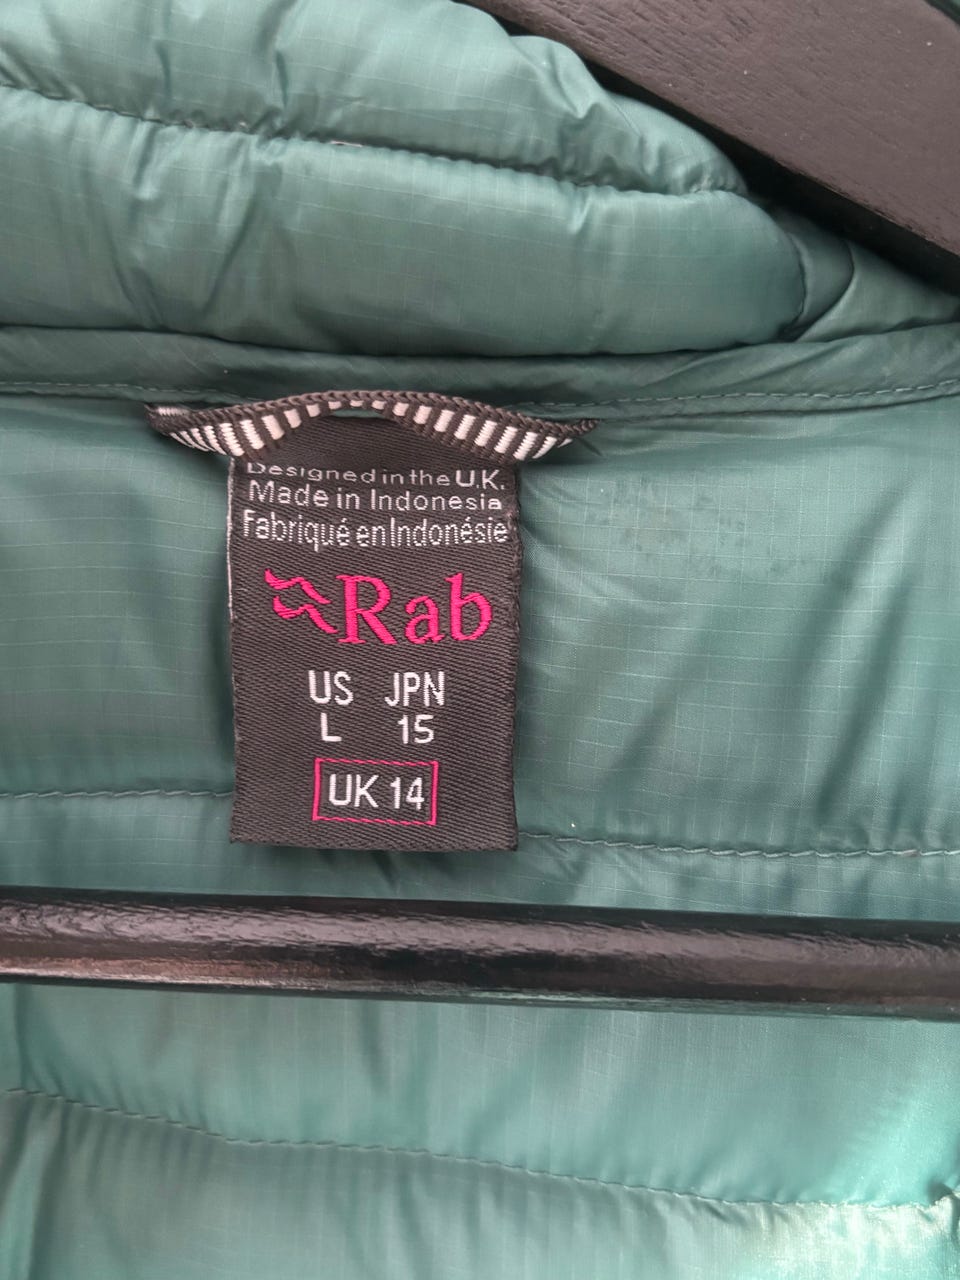 Designed in the U.K.
Made in Indonesia
Fabriqué en Indonésie
Rab
US JPN
L 15
UK 14